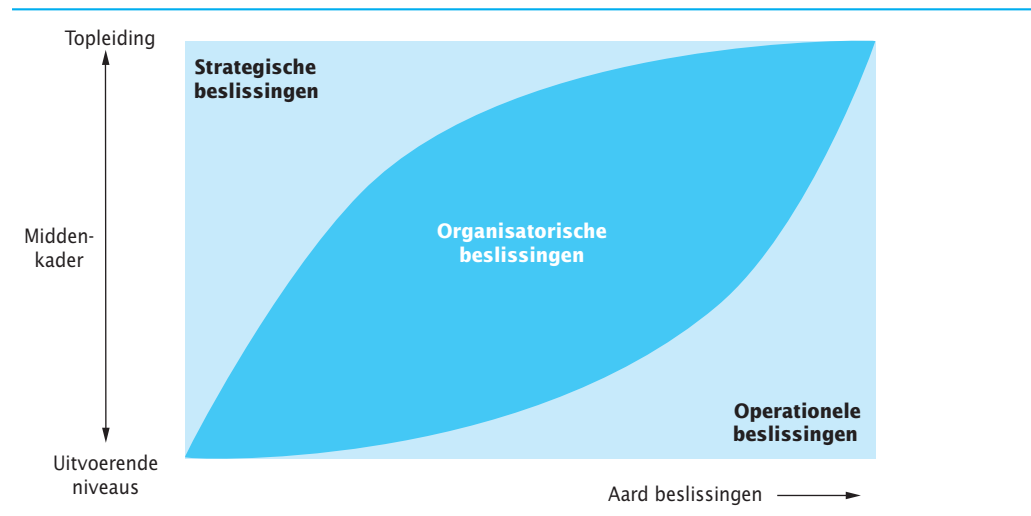 Topleiding
Strategische
beslissingen
Midden-
kader
Organisatorische
beslissingen
Operationele
beslissingen
Uitvoerende
niveaus
Aard beslissingen